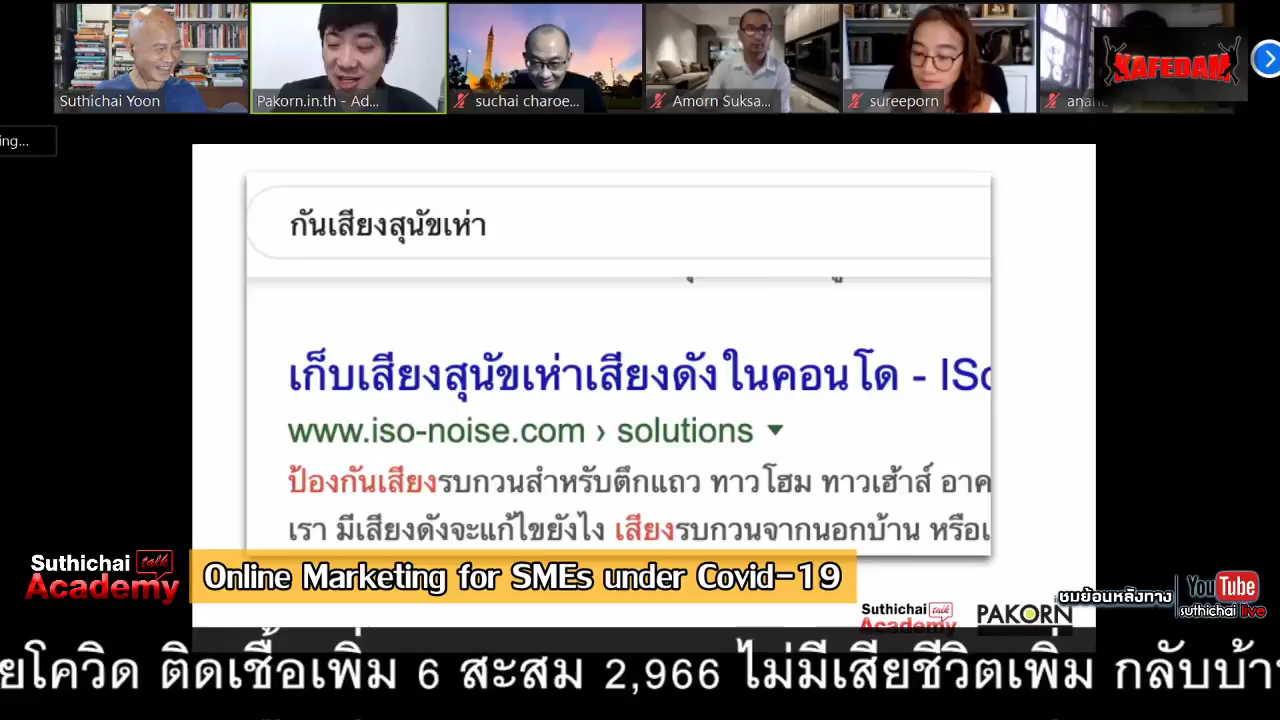 Suthichai Yoon
Pakorn.in.th - Ad...
suchai charoe...
Amorn Suksa...
sureeporn
KAFEDAM
ing...
กันเสียงสุนัขเห่า
เก็บเสียงสุนัขเห่าเสียงดังในคอนโด - ISo
www.iso-noise.com › solutions
ป้องกันเสียงรบกวนสำหรับตึกแถว ทาวโฮม ทาวเฮ้าส์ อาค
เรา มีเสียงดังจะแก้ไขยังไง เสียงรบกวนจากนอกบ้าน หรือเ
Suthichai talk
Academy
Online Marketing for SMEs under Covid-19
Suthichai talk
Academy
PAKORN
ชมย้อนหลังทาง
YouTube
suthichai live
ยโควิด ติดเชื้อเพิ่ม 6 สะสม 2,966 ไม่มีเสียชีวิตเพิ่ม กลับบ้า